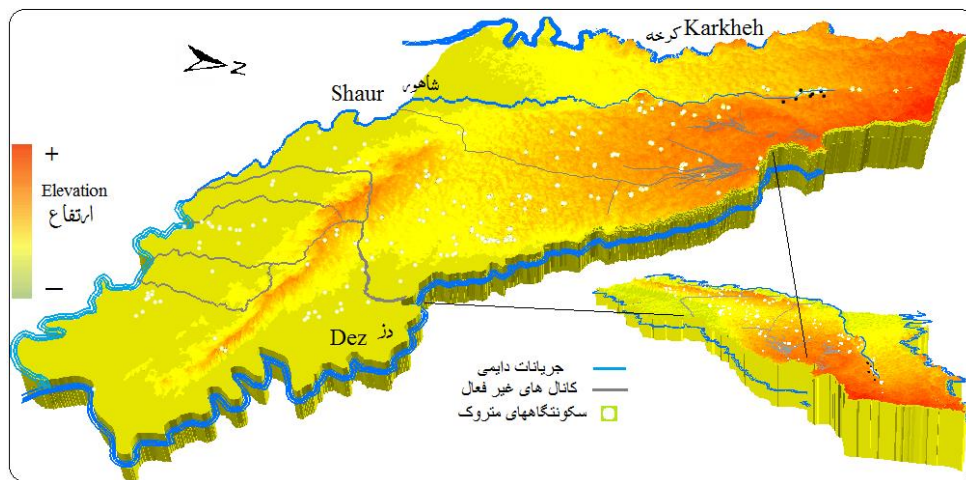 کرخه Karkheh
Z
شاهور
Shaur
+
Elevation
ارتفاع
−
Dez دز
جریانات دایمی
کانال های غیر فعال
سکونتگاههای متروک